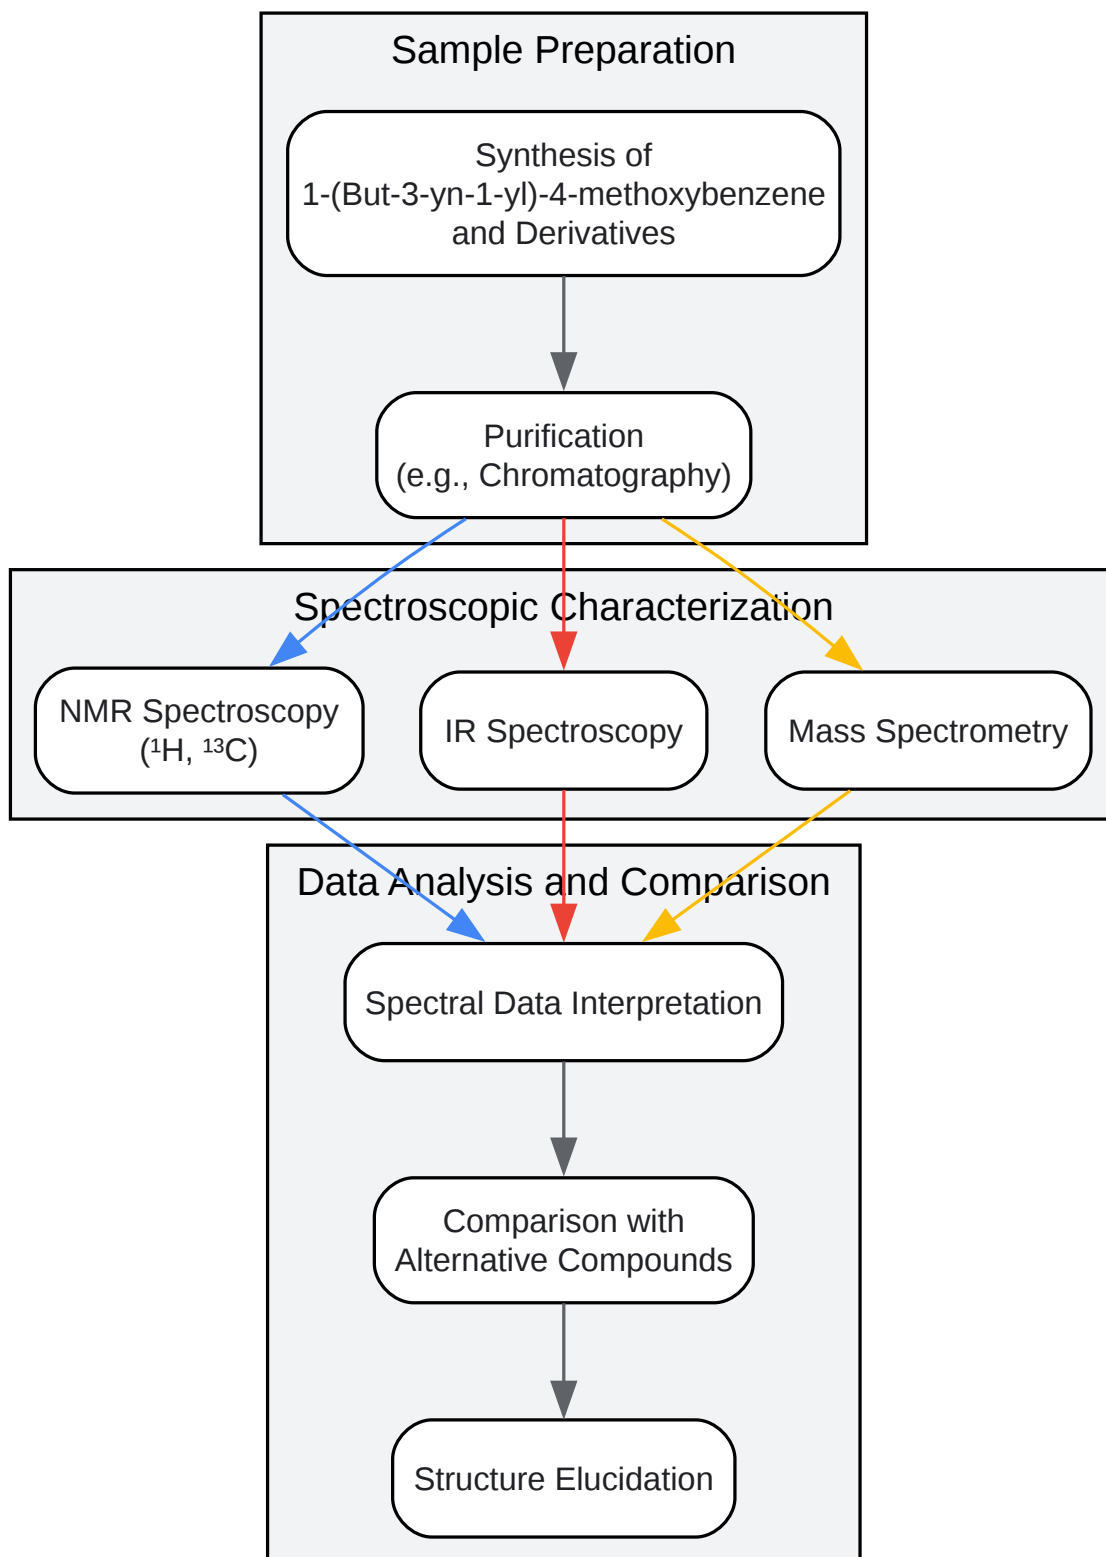 Sample Preparation
Synthesis of
1-(But-3-yn-1-yl)-4-methoxybenzene
and Derivatives
Purification
(e.g., Chromatography)
Spectroscopic Characterization
NMR Spectroscopy
(¹H, ¹³C)
IR Spectroscopy
Mass Spectrometry
Data Analysis and Comparison
Spectral Data Interpretation
Comparison with
Alternative Compounds
Structure Elucidation